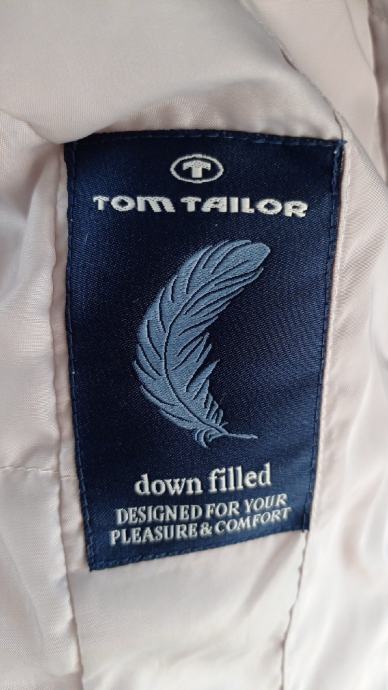 T
TOM TAILOR
down filled
DESIGNED FOR YOUR
PLEASURE & COMFORT